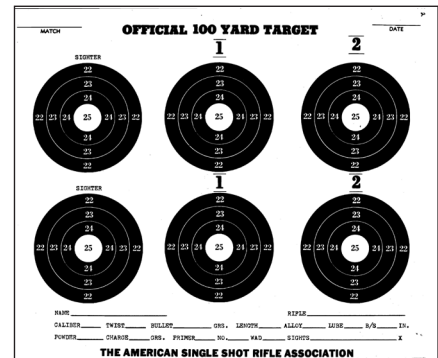 MATCH OFFICIAL 100 YARD TARGET DATE
SIGHTER 1 2
22 22 22
23 23 23
24 24 24
22 23 24 25 24 23 22 22 23 24 25 24 23 22 22 23 24 25 24 23 22
24 24 24
23 23 23
22 22 22
SIGHTER 1 2
22 22 22
23 23 23
24 24 24
22 23 24 25 24 23 22 22 23 24 25 24 23 22 22 23 24 25 24 23 22
24 24 24
23 23 23
22 22 22
NAME RIFLE
CALIBER TWIST BULLET GRS. LENGTH ALLOY LUBE B/S IN.
POWDER CHARGE GRS. PRIMER NO. WAD SIGHTS X
THE AMERICAN SINGLE SHOT RIFLE ASSOCIATION